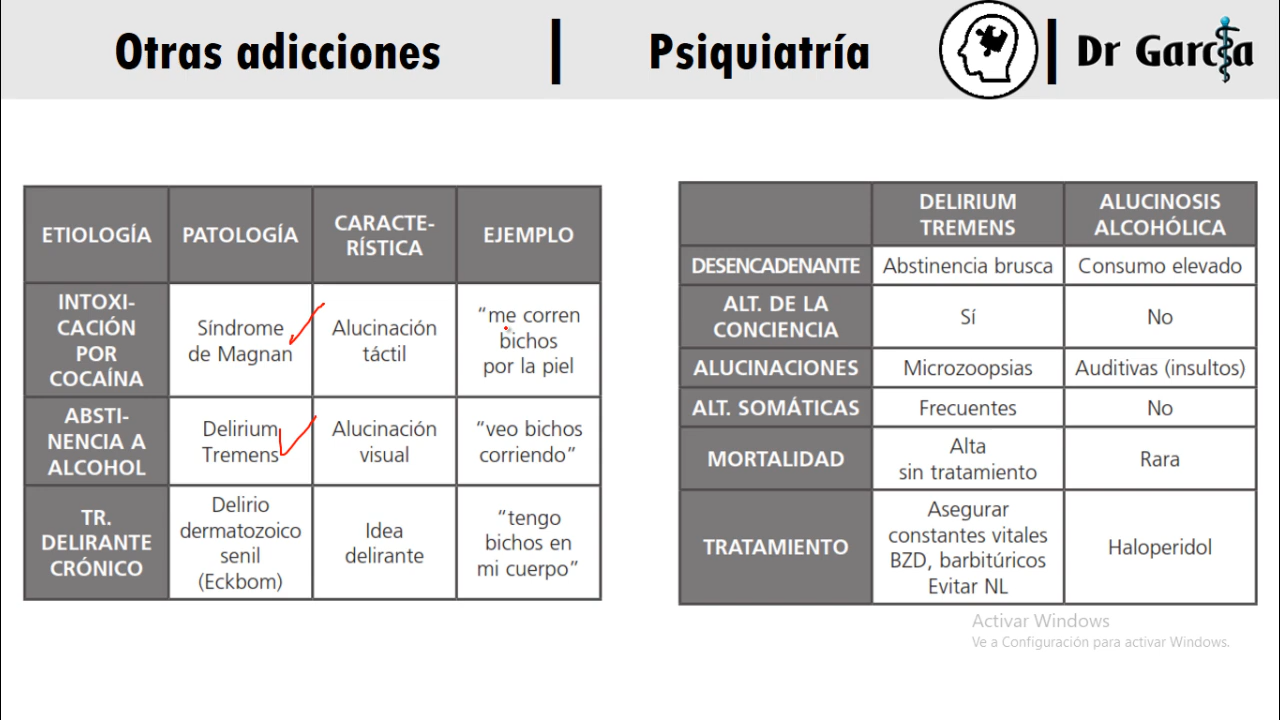 Otras adicciones
Psiquiatría
Dr García
ETIOLOGÍA
PATOLOGÍA
CARACTE-
RÍSTICA
EJEMPLO
INTOXI-
CACIÓN
POR
COCAÍNA
Síndrome
de Magnan
Alucinación
táctil
“me corren
bichos
por la piel
ABSTI-
NENCIA A
ALCOHOL
Delirium
Tremens
Alucinación
visual
“veo bichos
corriendo”
TR.
DELIRANTE
CRÓNICO
Delirio
dermatozoico
senil
(Eckbom)
Idea
delirante
“tengo
bichos en
mi cuerpo”
DELIRIUM
TREMENS
ALUCINOSIS
ALCOHÓLICA
DESENCADENANTE
Abstinencia brusca
Consumo elevado
ALT. DE LA
CONCIENCIA
Sí
No
ALUCINACIONES
Microzoopsias
Auditivas (insultos)
ALT. SOMÁTICAS
Frecuentes
No
MORTALIDAD
Alta
sin tratamiento
Rara
TRATAMIENTO
Asegurar
constantes vitales
BZD, barbitúricos
Evitar NL
Haloperidol
Activar Windows
Ve a Configuración para activar Windows.